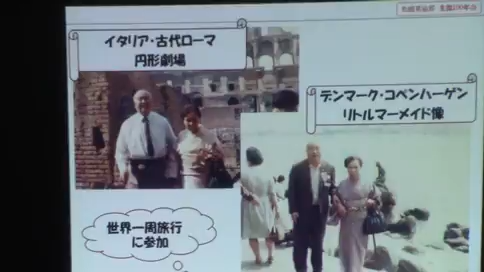 イタリア・古代ローマ
円形劇場
デンマーク・コペンハーゲン
リトルマーメイド像
世界一周旅行
に参加